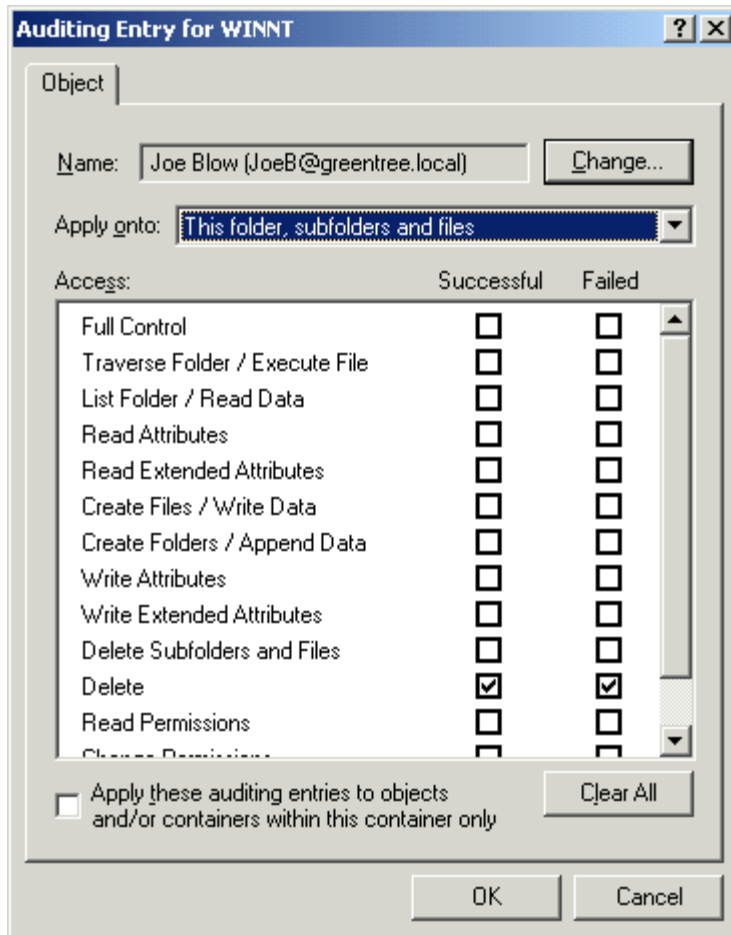 Auditing Entry for WINNT
Object
Name: Joe Blow (JoeB@greentree.local) Change...
Apply onto: This folder, subfolders and files
Access: Successful Failed
Full Control
Traverse Folder / Execute File
List Folder / Read Data
Read Attributes
Read Extended Attributes
Create Files / Write Data
Create Folders / Append Data
Write Attributes
Write Extended Attributes
Delete Subfolders and Files
Delete
Read Permissions
Change Permissions
Apply these auditing entries to objects
and/or containers within this container only
Clear All
OK Cancel